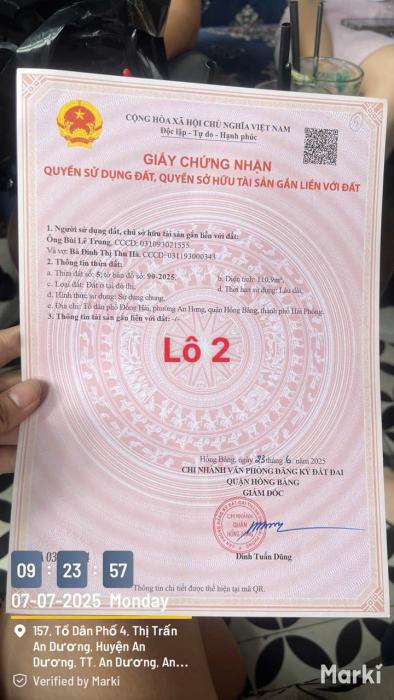 CỘNG HÒA XÃ HỘI CHỦ NGHĨA VIỆT NAM
Độc lập - Tự do - Hạnh phúc
GIẤY CHỨNG NHẬN
QUYỀN SỬ DỤNG ĐẤT, QUYỀN SỞ HỮU TÀI SẢN GẮN LIỀN VỚI ĐẤT
1. Người sử dụng đất, chủ sở hữu tài sản gắn liền với đất:
Ông Bùi Lê Trung, CCCD: 031093021555
Và vợ: Bà Đinh Thị Thu Hà, CCCD: 031193000343
2. Thông tin thửa đất:
a. Thửa đất số: 5; tờ bản đồ số: 90-2025. b. Diện tích: 110,9m²
c. Loại đất: Đất ở tại đô thị. d. Thời hạn sử dụng: Lâu dài.
đ. Hình thức sử dụng: Sử dụng chung.
e. Địa chỉ: Tổ dân phố Đồng Hải, phường An Hưng, quận Hồng Bàng, thành phố Hải Phòng.
3. Thông tin tài sản gắn liền với đất: -/-
Lô 2
Hồng Bàng, ngày 23 tháng 6 năm 2025
CHI NHÁNH VĂN PHÒNG ĐĂNG KÝ ĐẤT ĐAI
QUẬN HỒNG BÀNG
GIÁM ĐỐC
CHI NHÁNH
QUẬN
HỒNG BÀNG
Đinh Tuấn Dũng
Thông tin chi tiết được thể hiện tại mã QR.
09 : 23 : 57
07-07-2025 Monday
157, Tổ Dân Phố 4, Thị Trấn
An Dương, Huyện An
Dương, TT. An Dương, An...
Verified by Marki
Marki